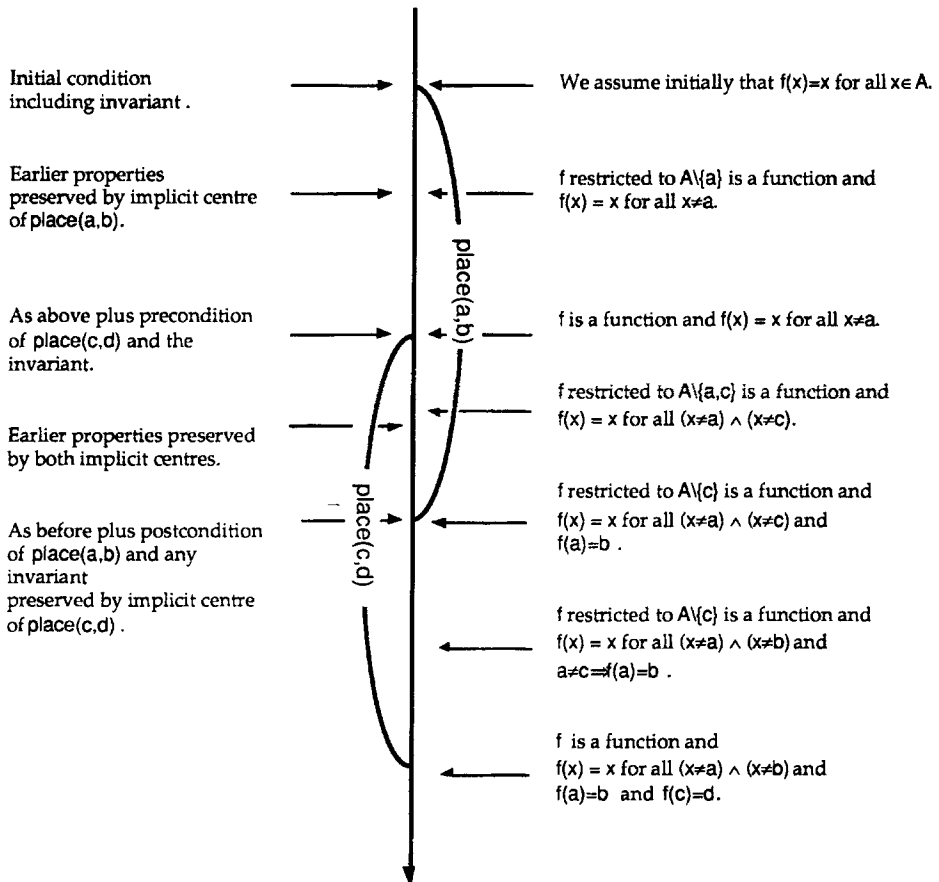 Initial condition
including invariant .
We assume initially that f(x)=x for all x∈A.
Earlier properties
preserved by implicit centre
of place(a,b).
f restricted to A\{a} is a function and
f(x) = x for all x≠a.
place(a,b)
As above plus precondition
of place(c,d) and the
invariant.
f is a function and f(x) = x for all x≠a.
f restricted to A\{a,c} is a function and
f(x) = x for all (x≠a) ∧ (x≠c).
Earlier properties preserved
by both implicit centres.
place(c,d)
As before plus postcondition
of place(a,b) and any
invariant
preserved by implicit centre
of place(c,d) .
f restricted to A\{c} is a function and
f(x) = x for all (x≠a) ∧ (x≠c) and
f(a)=b .
f restricted to A\{c} is a function and
f(x) = x for all (x≠a) ∧ (x≠b) and
a≠c⇒f(a)=b .
f is a function and
f(x) = x for all (x≠a) ∧ (x≠b) and
f(a)=b and f(c)=d.